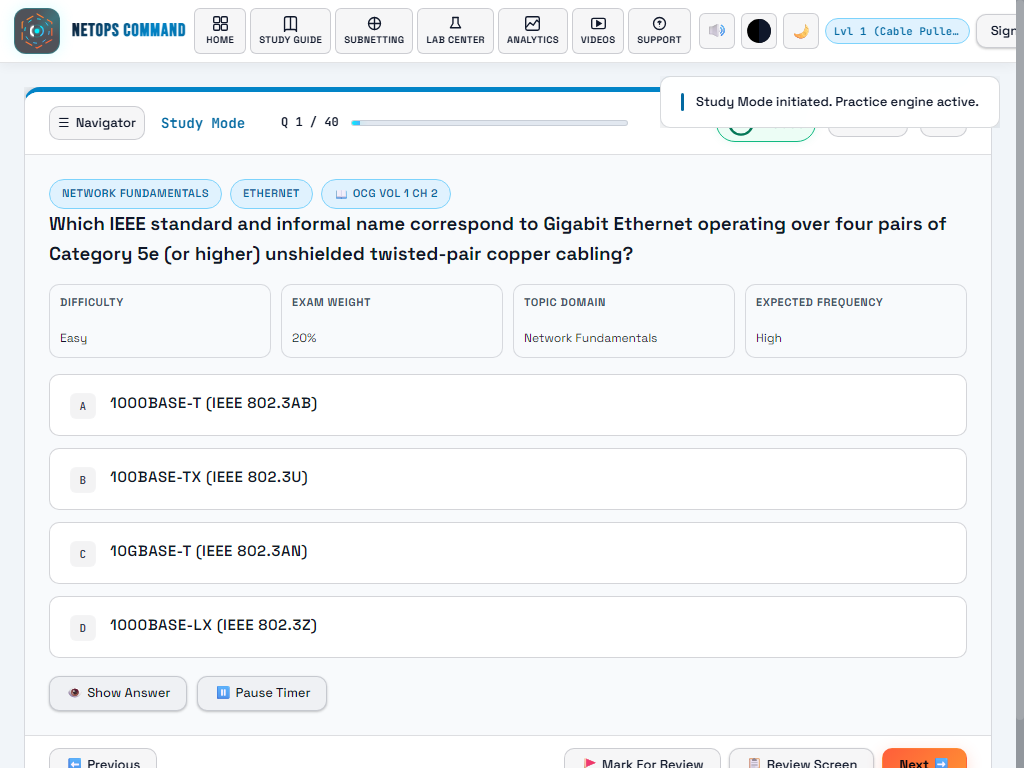 NETOPS COMMAND
HOME
STUDY GUIDE
SUBNETTING
LAB CENTER
ANALYTICS
VIDEOS
SUPPORT
Lvl 1 (Cable Pulle…
Sign
Study Mode initiated. Practice engine active.
☰ Navigator
Study Mode
Q 1 / 40
NETWORK FUNDAMENTALS
ETHERNET
📖 OCG VOL 1 CH 2
Which IEEE standard and informal name correspond to Gigabit Ethernet operating over four pairs of
Category 5e (or higher) unshielded twisted-pair copper cabling?
DIFFICULTY
Easy
EXAM WEIGHT
20%
TOPIC DOMAIN
Network Fundamentals
EXPECTED FREQUENCY
High
A
1000BASE-T (IEEE 802.3AB)
B
100BASE-TX (IEEE 802.3U)
C
10GBASE-T (IEEE 802.3AN)
D
1000BASE-LX (IEEE 802.3Z)
Show Answer
Pause Timer
Previous
Mark For Review
Review Screen
Next